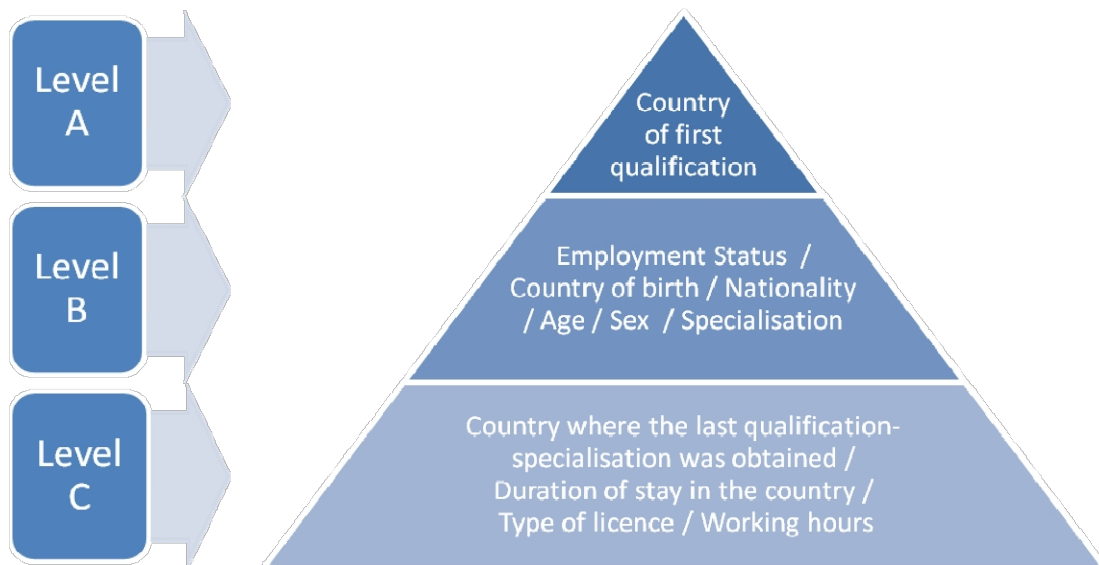 Level
A
Country
of first
qualification
Level
B
Employment Status /
Country of birth / Nationality
/ Age / Sex / Specialisation
Level
C
Country where the last qualification-
specialisation was obtained /
Duration of stay in the country /
Type of licence / Working hours